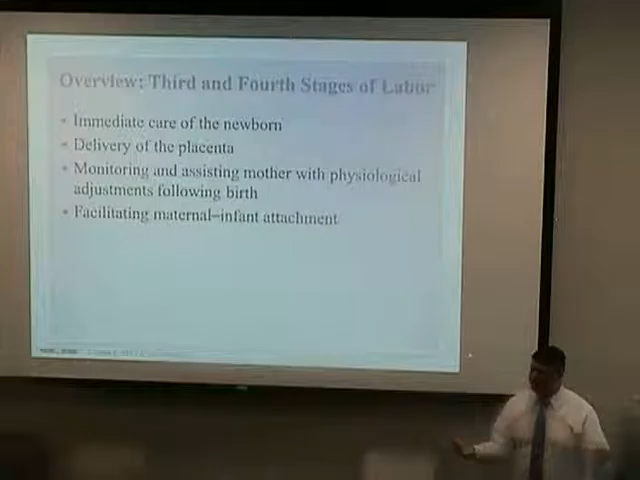 Overview: Third and Fourth Stages of Labor
• Immediate care of the newborn
• Delivery of the placenta
• Monitoring and assisting mother with physiological
adjustments following birth
• Facilitating maternal–infant attachment